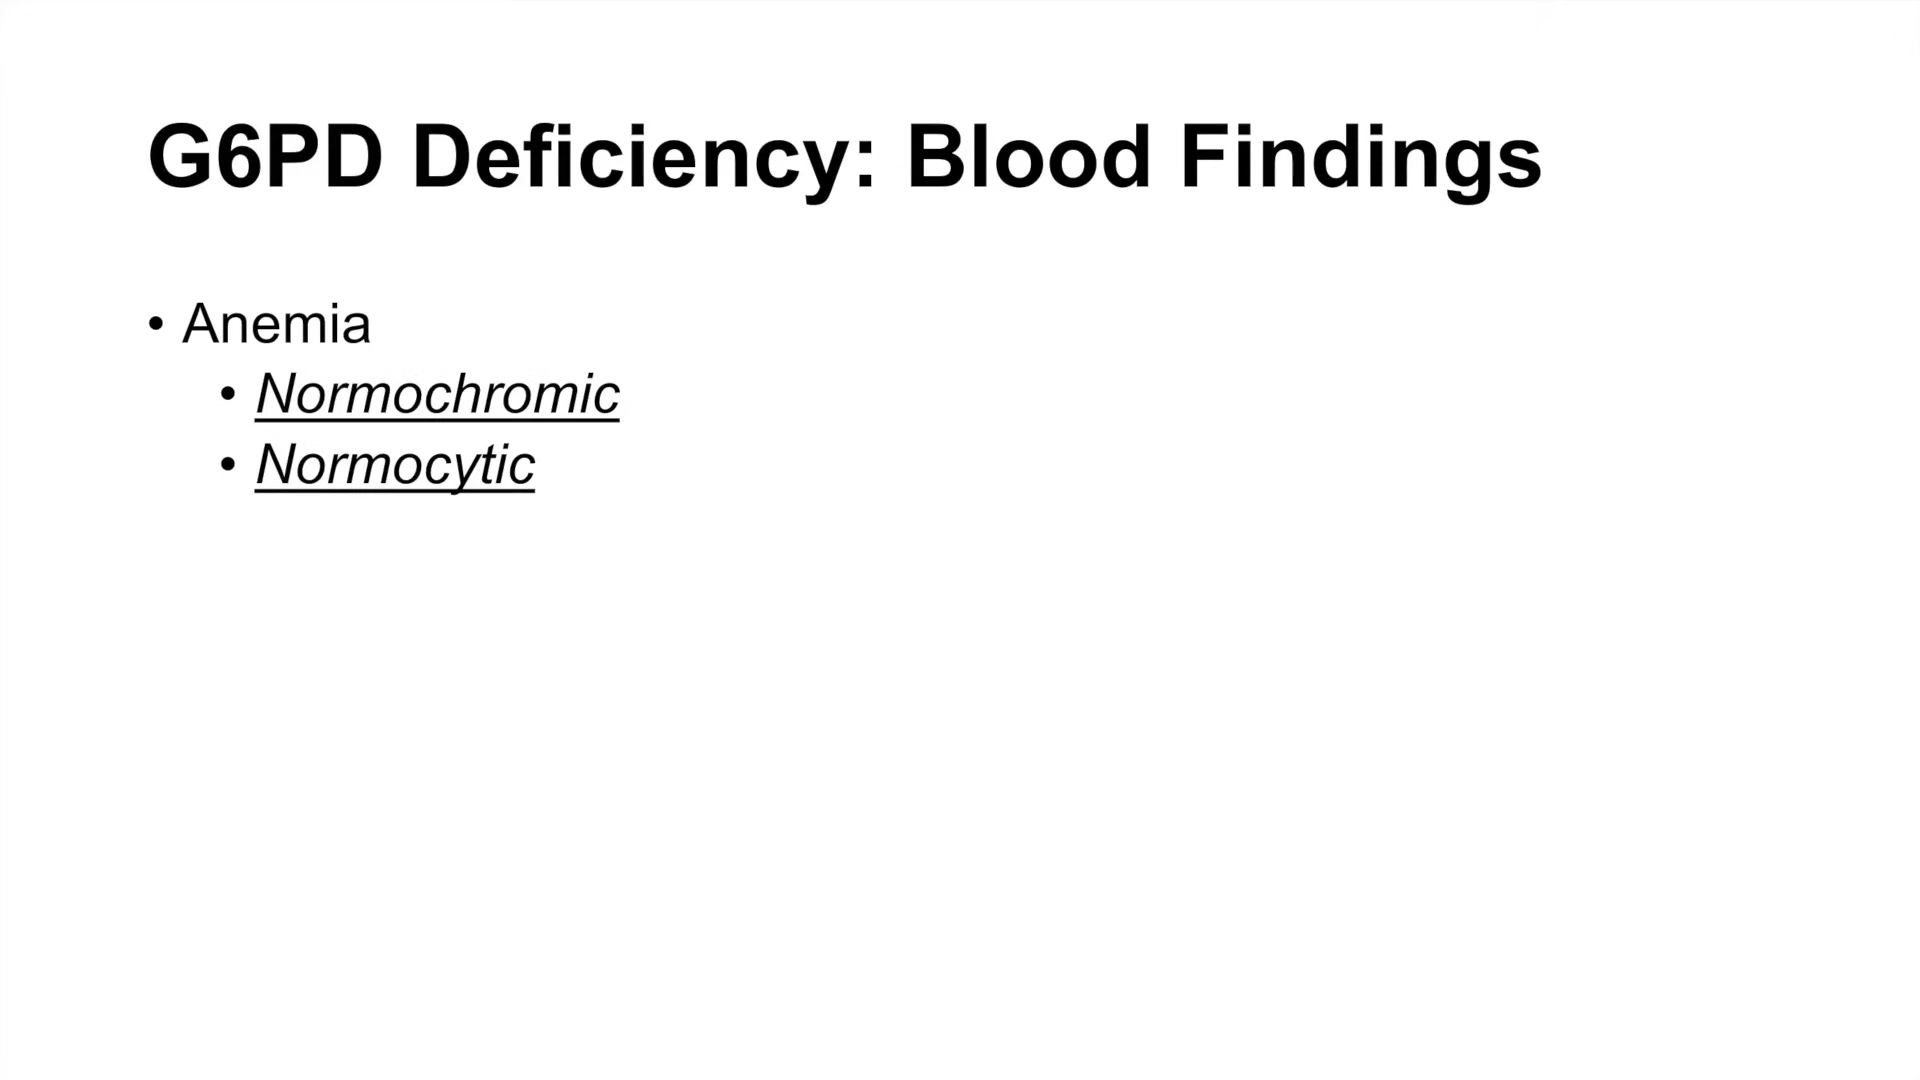 G6PD Deficiency: Blood Findings
• Anemia
• Normochromic
• Normocytic